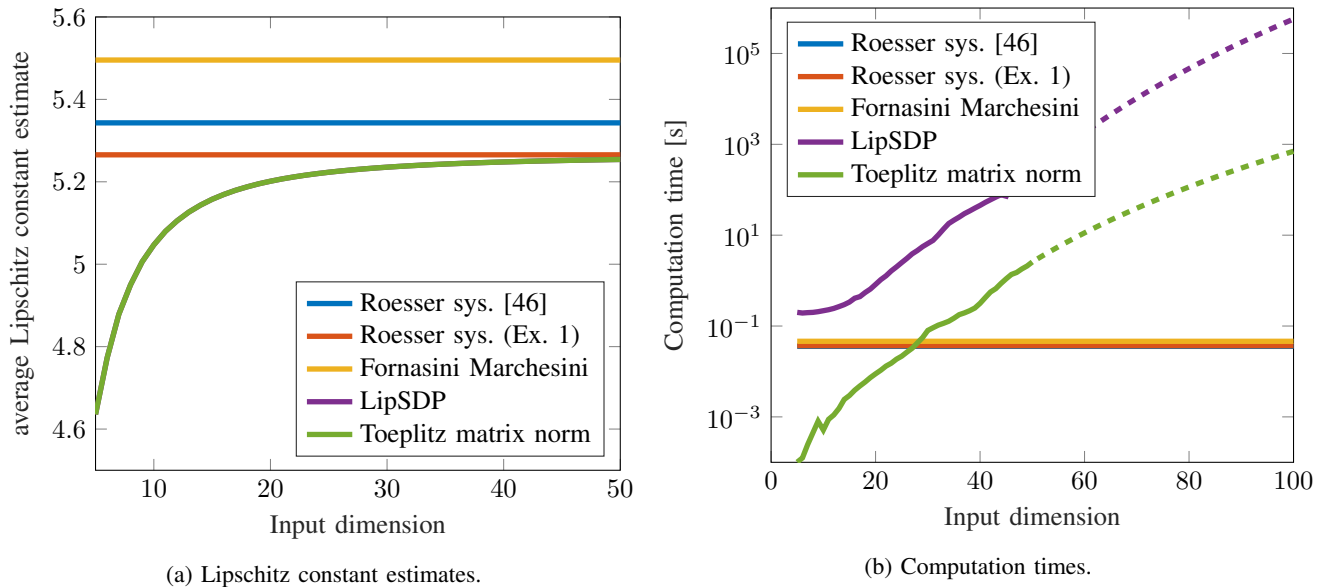 5.6
5.4
5.2
5
4.8
4.6
average Lipschitz constant estimate
Roesser sys. [46]
Roesser sys. (Ex. 1)
Fornasini Marchesini
LipSDP
Toeplitz matrix norm
10 20 30 40 50
Input dimension
(a) Lipschitz constant estimates.
10^5
10^3
10^1
10^−1
10^−3
Computation time [s]
Roesser sys. [46]
Roesser sys. (Ex. 1)
Fornasini Marchesini
LipSDP
Toeplitz matrix norm
0 20 40 60 80 100
Input dimension
(b) Computation times.